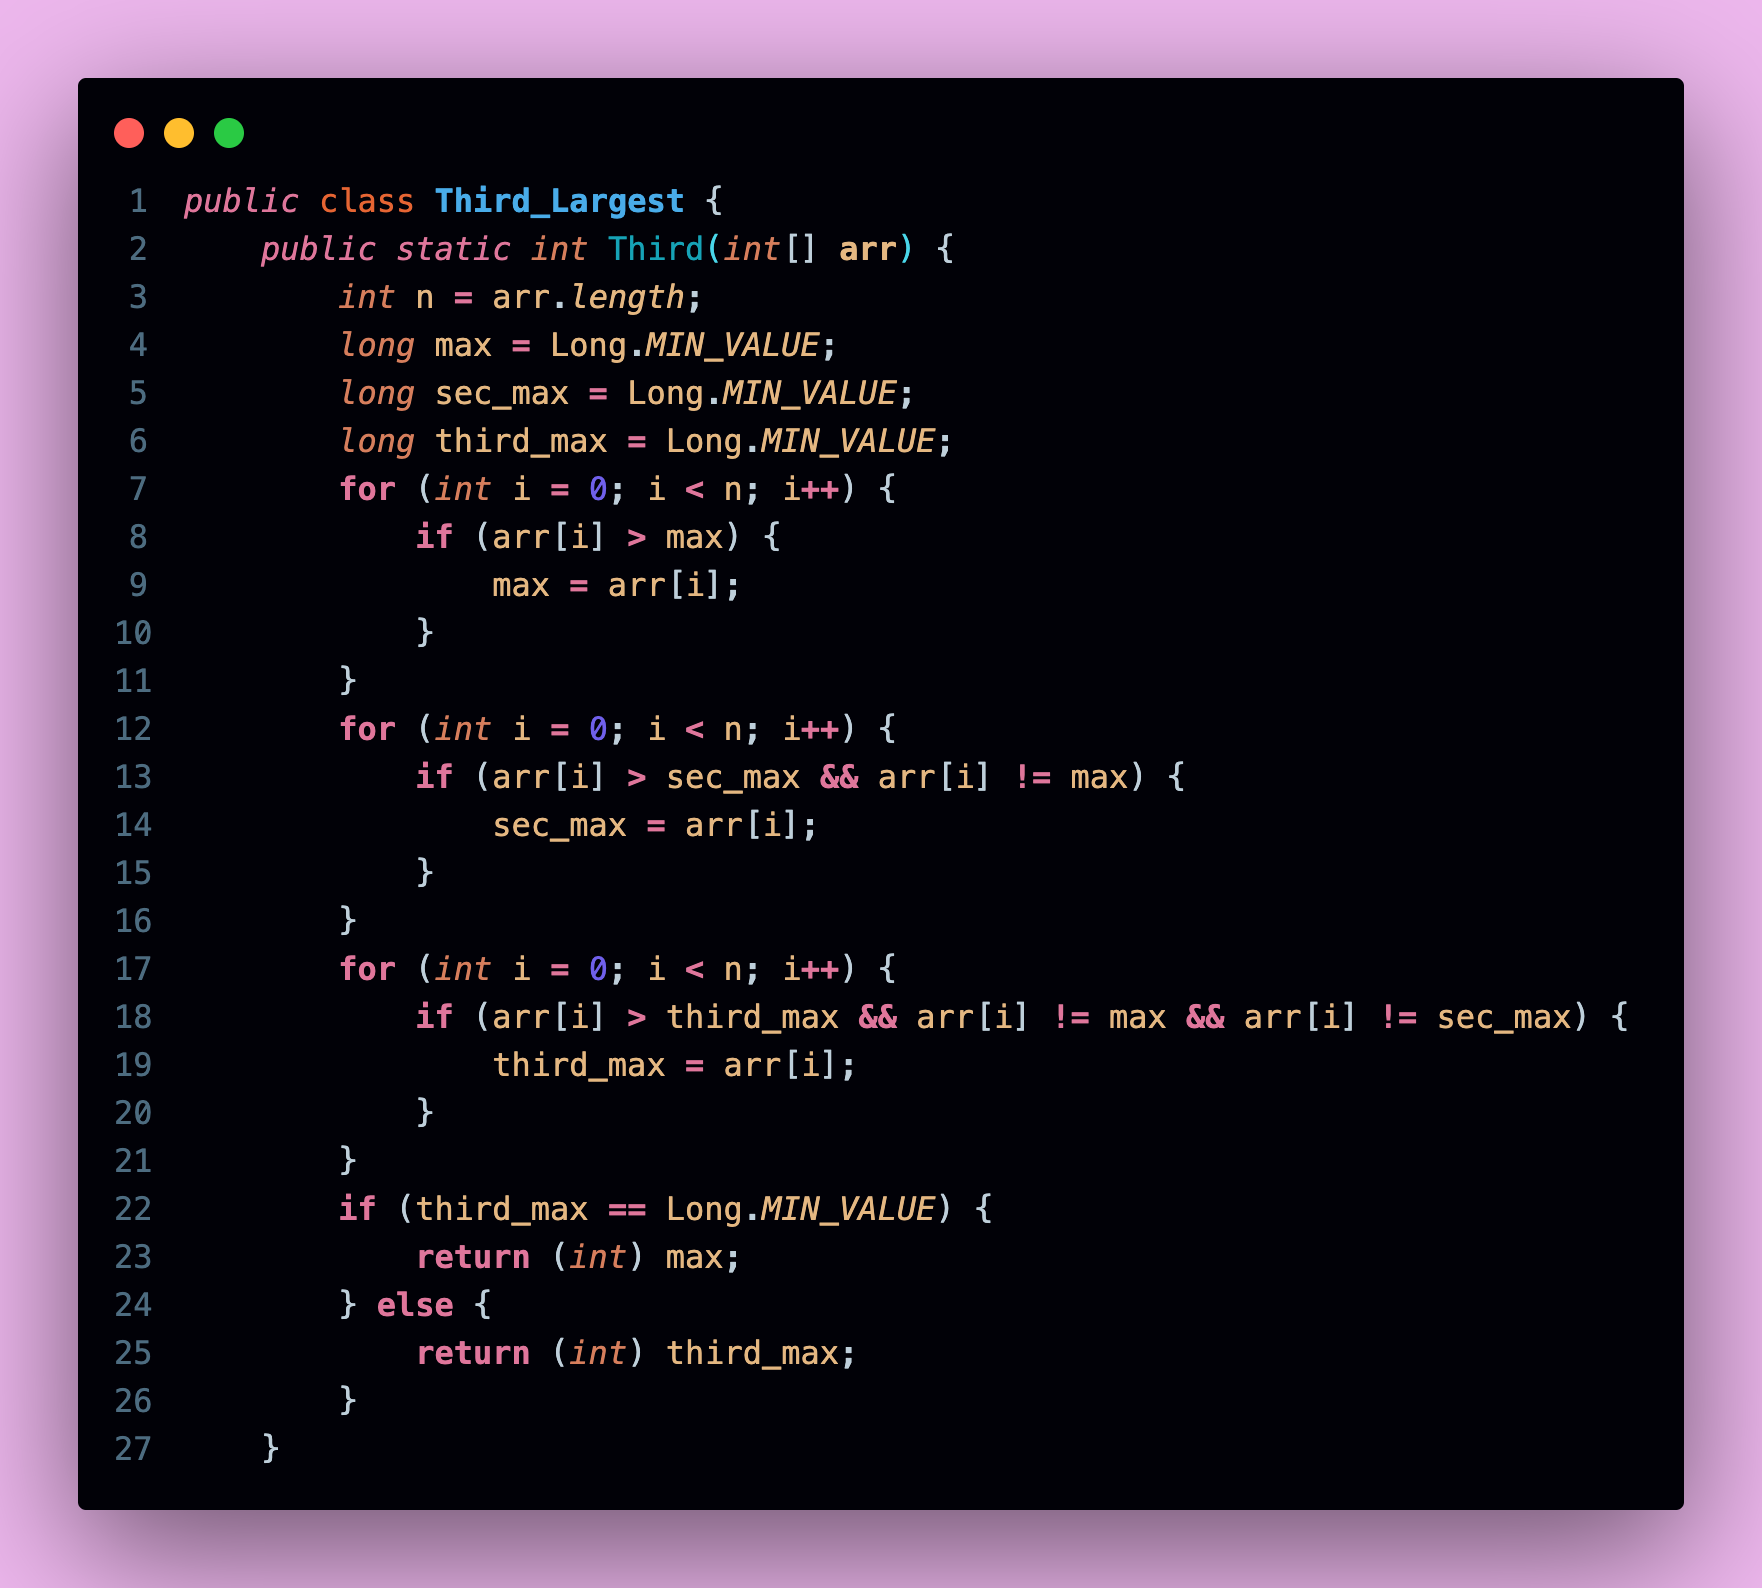 1 public class Third_Largest {
2     public static int Third(int[] arr) {
3         int n = arr.length;
4         long max = Long.MIN_VALUE;
5         long sec_max = Long.MIN_VALUE;
6         long third_max = Long.MIN_VALUE;
7         for (int i = 0; i < n; i++) {
8             if (arr[i] > max) {
9                 max = arr[i];
10             }
11         }
12         for (int i = 0; i < n; i++) {
13             if (arr[i] > sec_max && arr[i] != max) {
14                 sec_max = arr[i];
15             }
16         }
17         for (int i = 0; i < n; i++) {
18             if (arr[i] > third_max && arr[i] != max && arr[i] != sec_max) {
19                 third_max = arr[i];
20             }
21         }
22         if (third_max == Long.MIN_VALUE) {
23             return (int) max;
24         } else {
25             return (int) third_max;
26         }
27     }